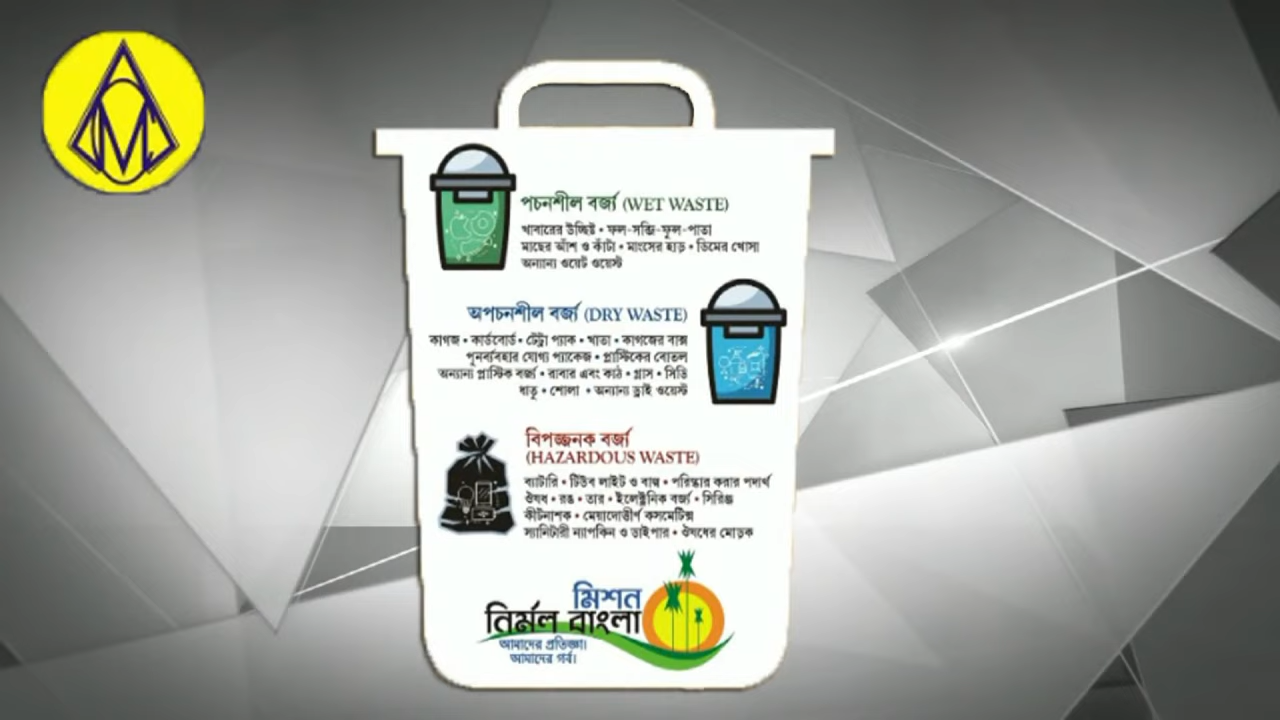 পচনশীল বর্জ্য (WET WASTE)
খাবারের উচ্ছিষ্ট • ফল-সব্জি-ফুল-পাতা
মাছের আঁশ ও কাঁটা • মাংসের হাড় • ডিমের খোসা
অন্যান্য ওয়েট ওয়েস্ট
অপচনশীল বর্জ্য (DRY WASTE)
কাগজ • কার্ডবোর্ড • টেট্রা প্যাক • খাতা • কাগজের বাক্স
পুনর্ব্যবহার যোগ্য প্যাকেজ • প্লাস্টিকের বোতল
অন্যান্য প্লাস্টিক বর্জ্য • রাবার এবং কাঠ • গ্লাস • সিডি
ধাতু • শোলা • অন্যান্য ড্রাই ওয়েস্ট
বিপজ্জনক বর্জ্য
(HAZARDOUS WASTE)
ব্যাটারি • টিউব লাইট ও বাল্ব • পরিস্কার করার পদার্থ
ঔষধ • রঙ • তার • ইলেক্ট্রনিক বর্জ্য • সিরিঞ্জ
কীটনাশক • মেয়াদোত্তীর্ণ কসমেটিক্স
স্যানিটারী ন্যাপকিন ও ডাইপার • ঔষধের মোড়ক
মিশন
নির্মল বাংলা
আমাদের প্রতিজ্ঞা।
আমাদের গর্ব।